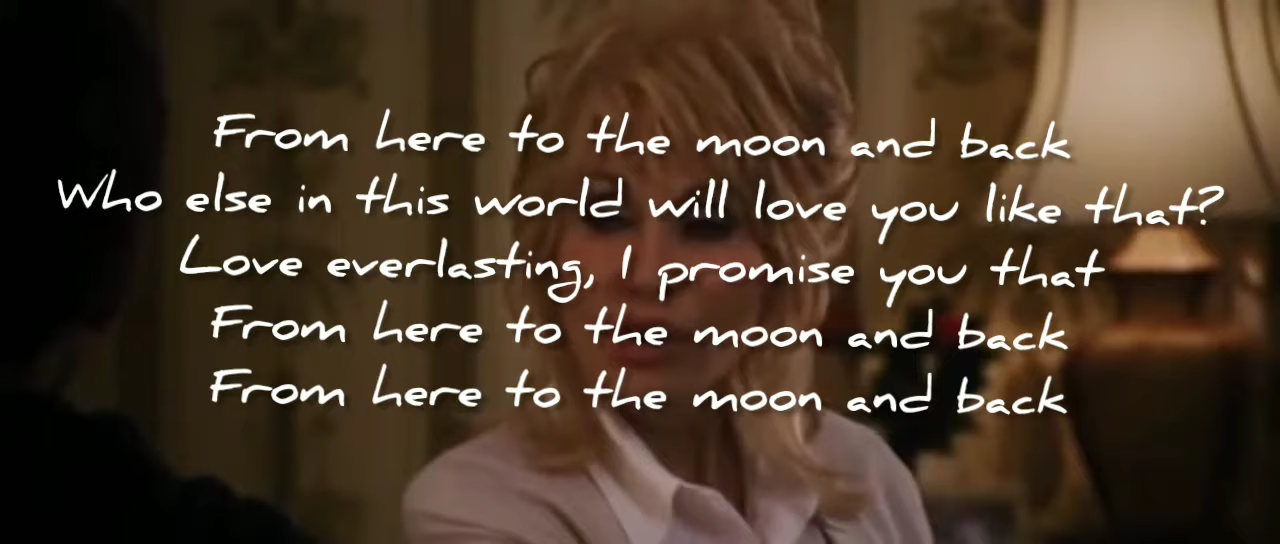 From here to the moon and back
Who else in this world will love you like that?
Love everlasting, I promise you that
From here to the moon and back
From here to the moon and back